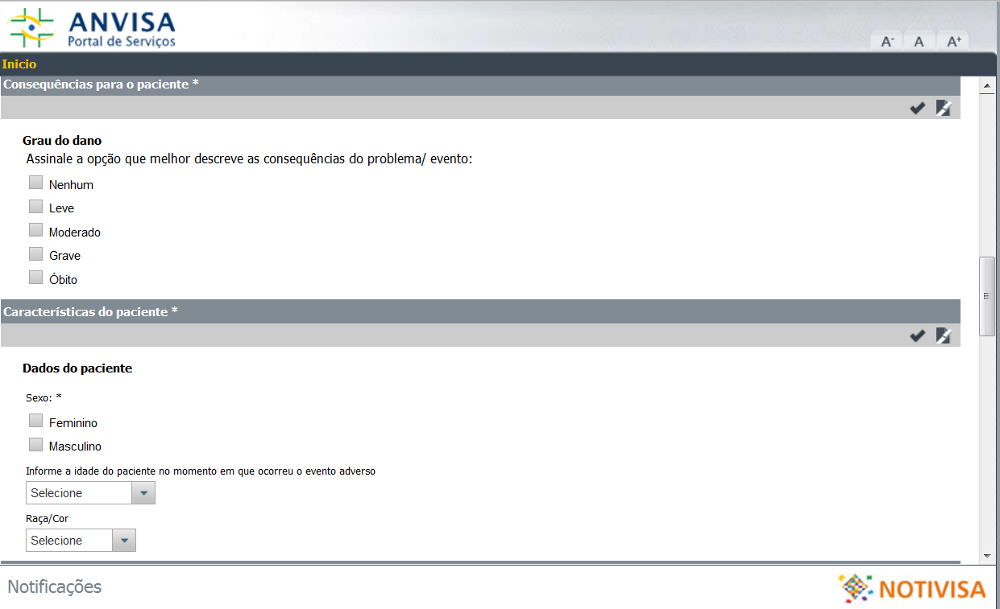 ANVISA
Portal de Serviços
A- A A+
Inicio
Consequências para o paciente *
Grau do dano
Assinale a opção que melhor descreve as consequências do problema/ evento:
Nenhum
Leve
Moderado
Grave
Óbito
Características do paciente *
Dados do paciente
Sexo: *
Feminino
Masculino
Informe a idade do paciente no momento em que ocorreu o evento adverso
Selecione
Raça/Cor
Selecione
Notificações
NOTIVISA